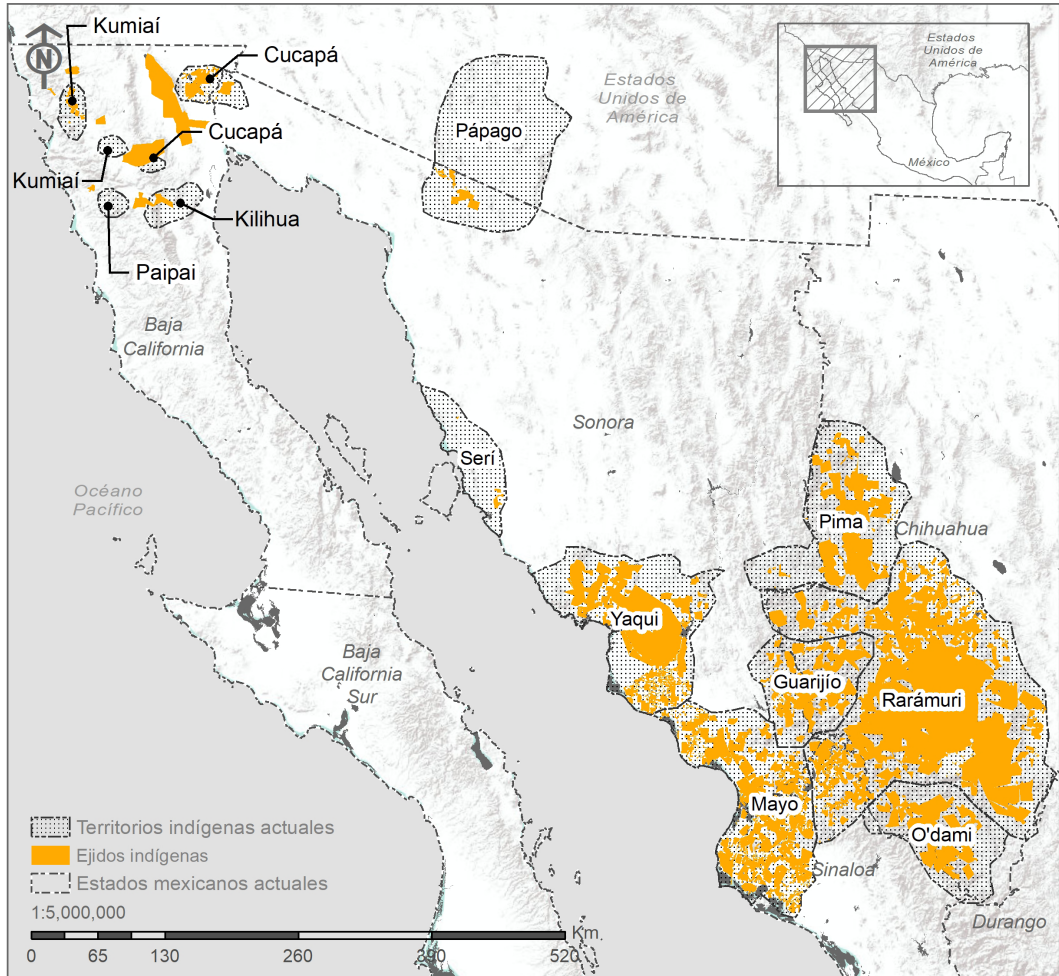 Kumiaí
N
Cucapá
Estados
Unidos de
América
México
Estados
Unidos de
América
Pápago
Cucapá
Kumiaí
Kilihua
Paipai
Baja
California
Sonora
Serí
Océano
Pacífico
Pima
Chihuahua
Yaqui
Baja
California
Sur
Guarijío
Rarámuri
Mayo
O'dami
Sinaloa
Durango
Territorios indígenas actuales
Ejidos indígenas
Estados mexicanos actuales
1:5,000,000
Km.
0 65 130 260 390 520